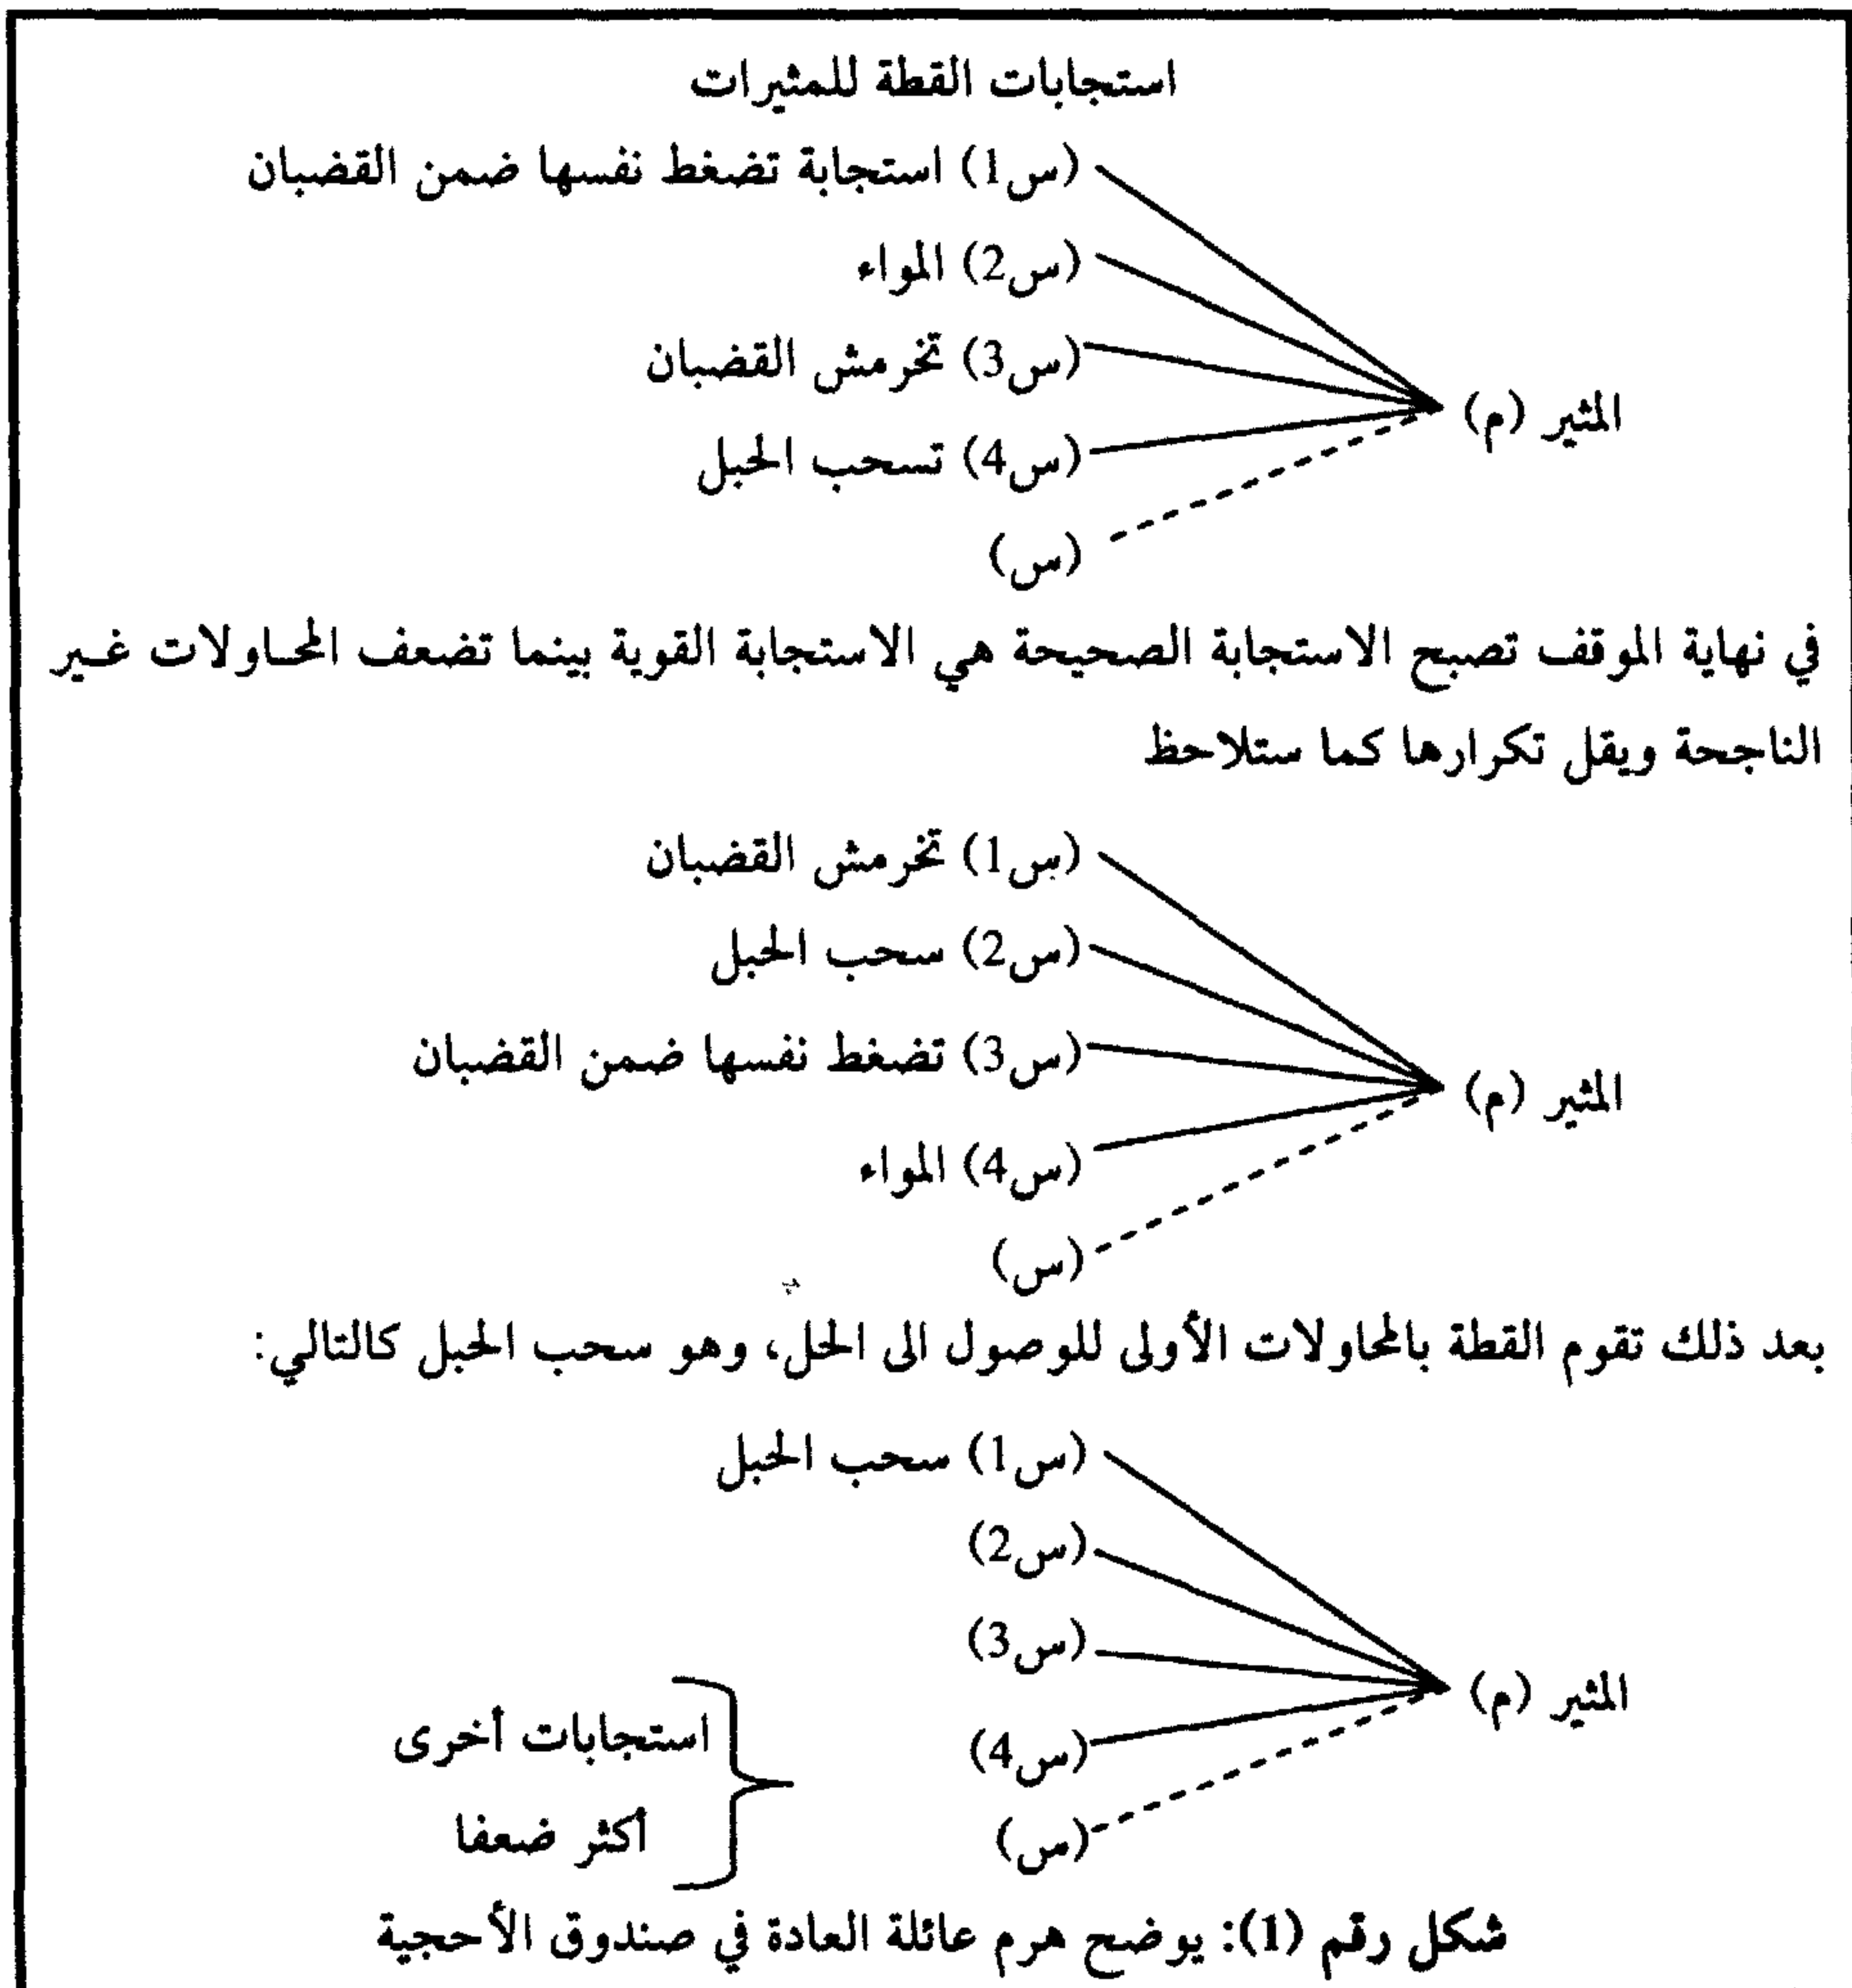 استجابات القطة للمثيرات
(س1) استجابة تضغط نفسها ضمن القضبان
(س2) المواء
(س3) تخرمش القضبان
المثير (م)
(س4) تسحب الحبل
(س)
في نهاية الموقف تصبح الاستجابة الصحيحة هي الاستجابة القوية بينما تضعف المحاولات غير
الناجحة ويقل تكرارها كما ستلاحظ
(س1) تخرمش القضبان
(س2) سحب الحبل
(س3) تضغط نفسها ضمن القضبان
المثير (م)
(س4) المواء
(س)
بعد ذلك تقوم القطة بالمحاولات الأولى للوصول الى الحل، وهو سحب الحبل كالتالي:
(س1) سحب الحبل
(س2)
(س3)
المثير (م)
(س4)
استجابات أخرى
(س)
أكثر ضعفا
شكل رقم (1): يوضح هرم عائلة العادة في صندوق الأحجية